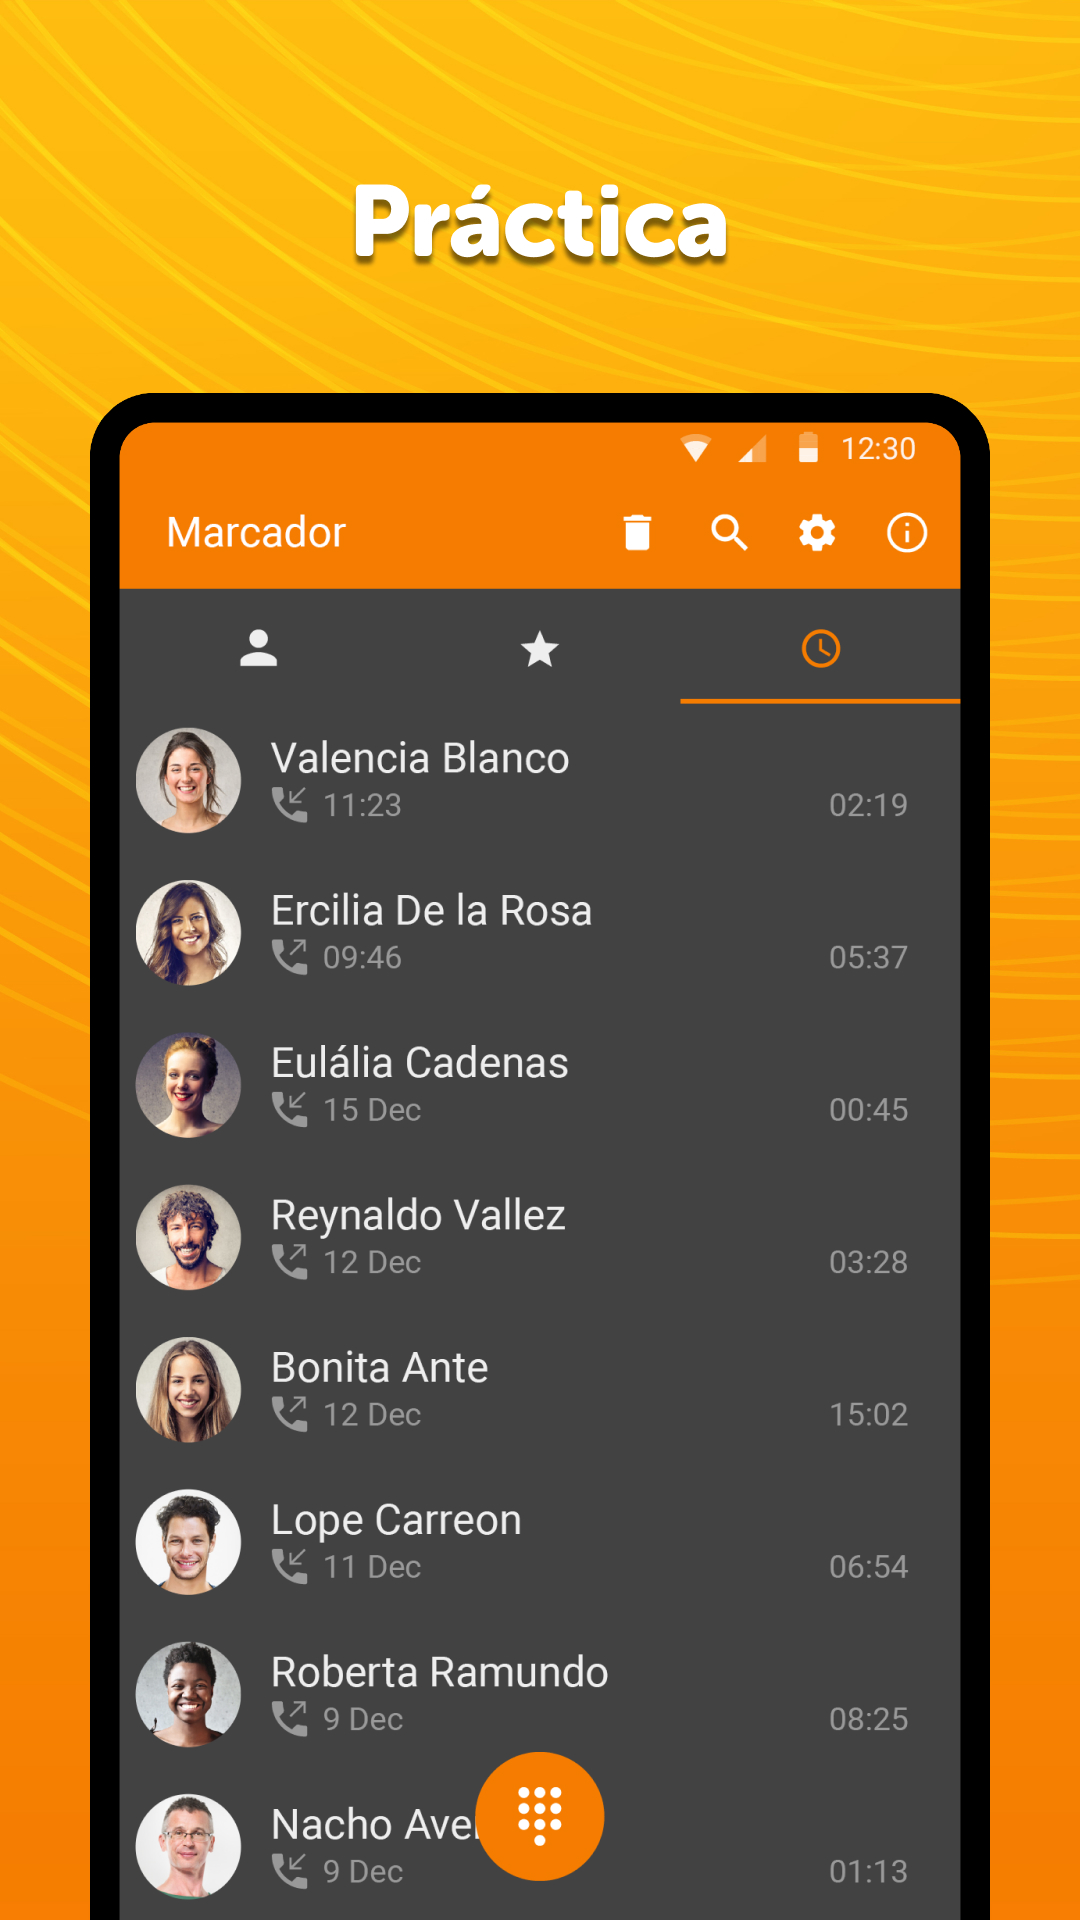 Práctica
12:30
Marcador
Valencia Blanco
11:23 02:19
Ercilia De la Rosa
09:46 05:37
Eulália Cadenas
15 Dec 00:45
Reynaldo Vallez
12 Dec 03:28
Bonita Ante
12 Dec 15:02
Lope Carreon
11 Dec 06:54
Roberta Ramundo
9 Dec 08:25
Nacho
9 Dec 01:13